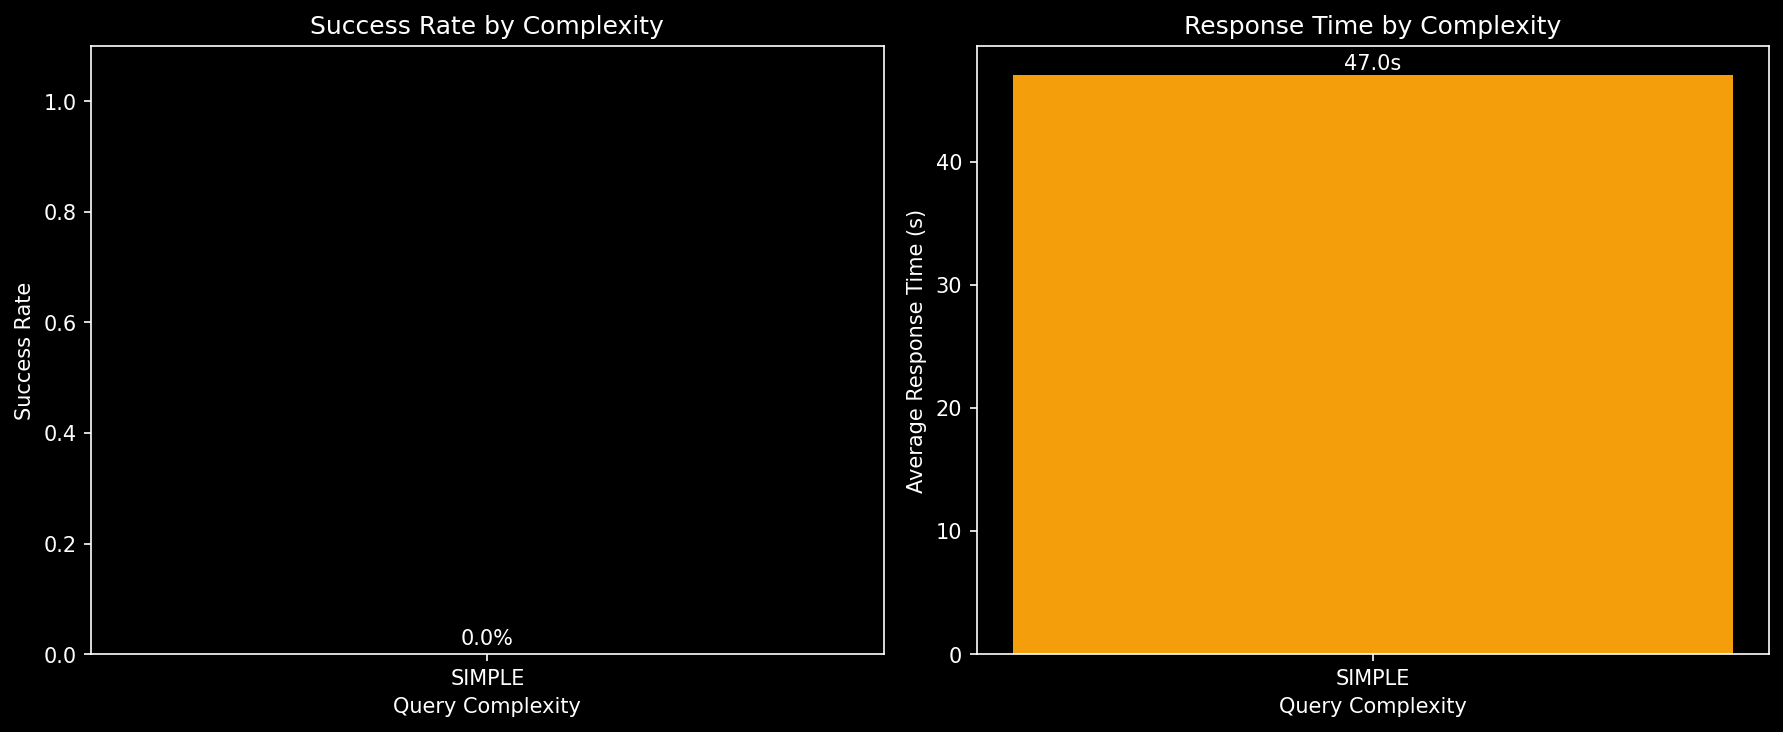 Success Rate by Complexity
Success Rate
1.0
0.8
0.6
0.4
0.2
0.0
0.0%
SIMPLE
Query Complexity
Response Time by Complexity
Average Response Time (s)
40
30
20
10
0
47.0s
SIMPLE
Query Complexity